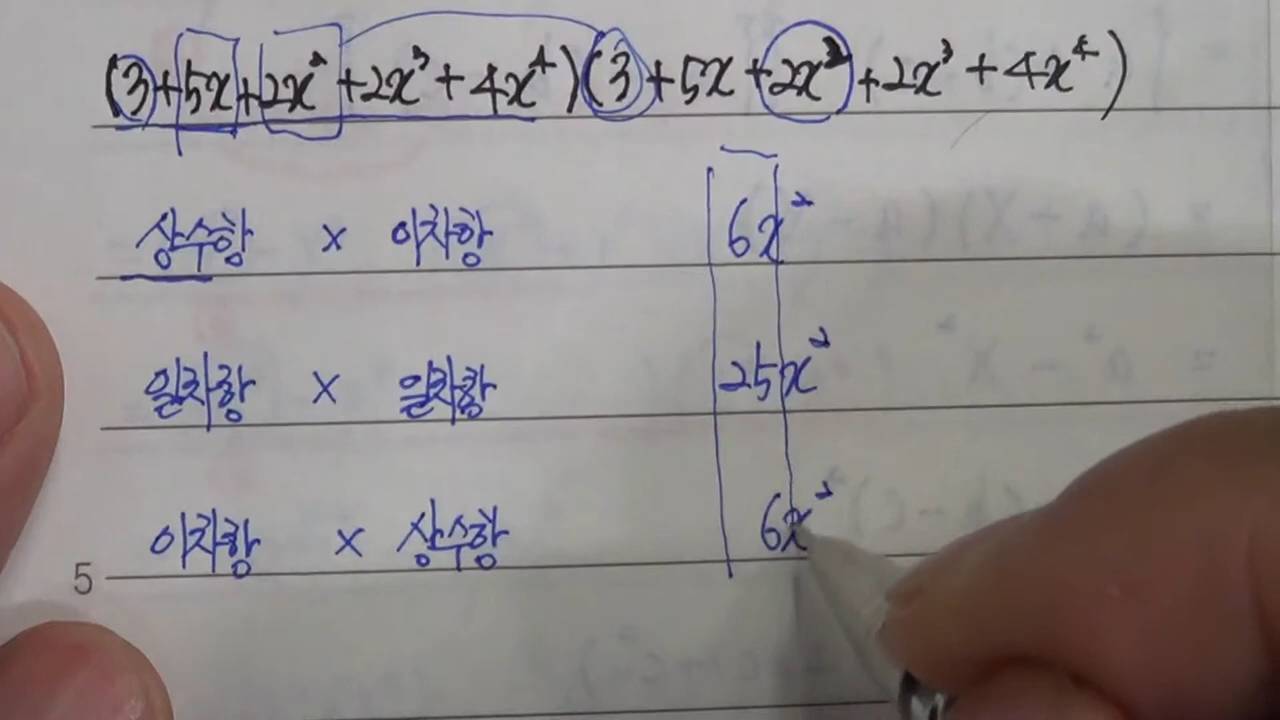 (3+5x+2x²+2x³+4x⁴)(3+5x+2x²+2x³+4x⁴)
상수항 × 이차항 6x²
일차항 × 일차항 25x²
이차항 × 상수항 6x²
5